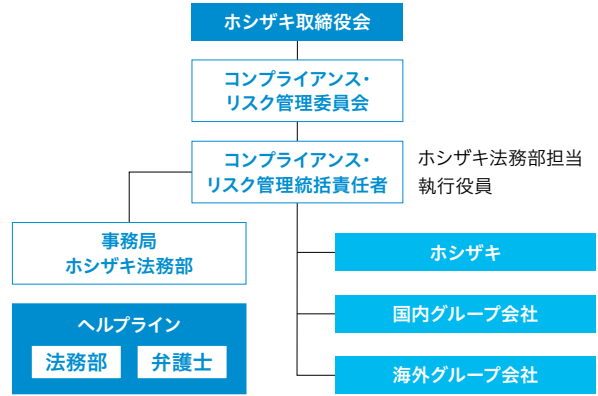 ホシザキ取締役会
コンプライアンス・
リスク管理委員会
コンプライアンス・
リスク管理統括責任者
ホシザキ法務部担当
執行役員
事務局
ホシザキ法務部
ヘルプライン
法務部
弁護士
ホシザキ
国内グループ会社
海外グループ会社